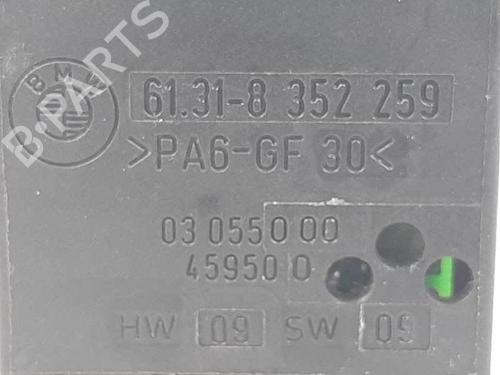 BMW
B-PARTS
61.31-8 352 259
>PA6-GF 30<
03 0550 00
45950 0
HW 09 SW 09